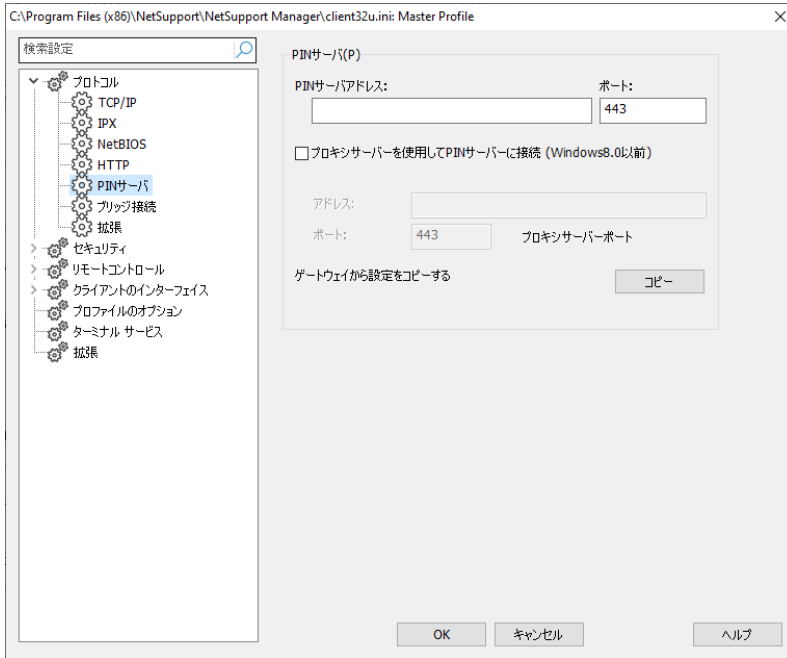 C:\Program Files (x86)\NetSupport\NetSupport Manager\client32u.ini: Master Profile
検索設定
プロトコル
TCP/IP
IPX
NetBIOS
HTTP
PINサーバ
ブリッジ接続
拡張
セキュリティ
リモートコントロール
クライアントのインターフェイス
プロファイルのオプション
ターミナル サービス
拡張
PINサーバ(P)
PINサーバアドレス: ポート:
443
プロキシサーバーを使用してPINサーバーに接続 (Windows8.0以前)
アドレス:
ポート: 443 プロキシサーバーポート
ゲートウェイから設定をコピーする コピー
OK キャンセル ヘルプ